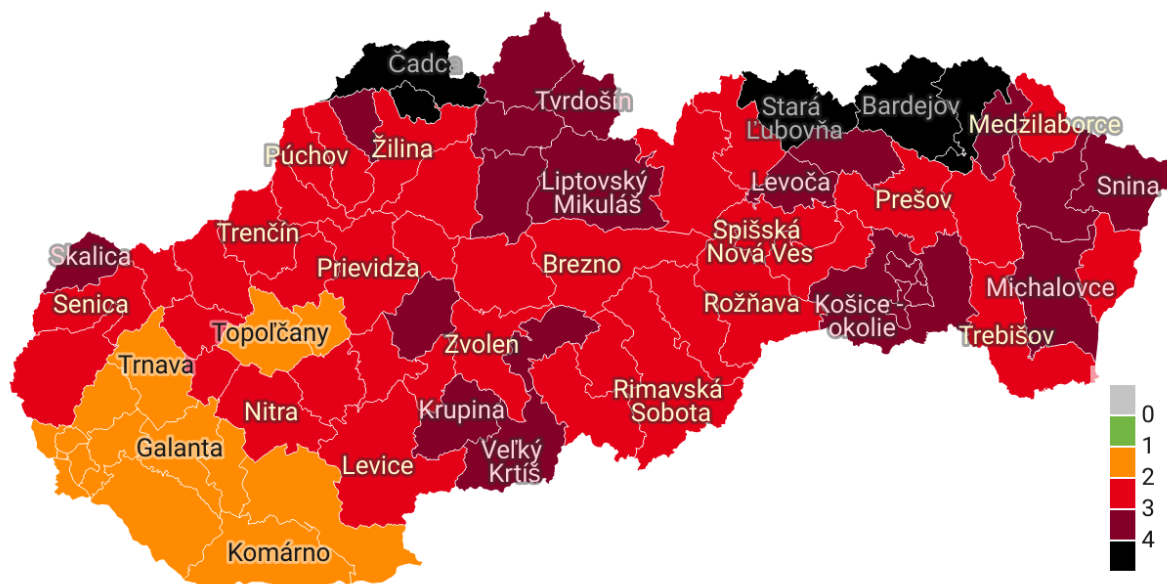 Čadca
Tvrdošín
Stará
Ľubovňa
Bardejov
Medzilaborce
Púchov
Žilina
Liptovský
Mikuláš
Levoča
Prešov
Snina
Skalica
Trenčín
Prievidza
Brezno
Spišská
Nová Ves
Senica
Rožňava
Košice -
okolie
Michalovce
Topoľčany
Trnava
Zvolen
Trebišov
Nitra
Krupina
Rimavská
Sobota
Galanta
Levice
Veľký
Krtíš
Komárno
0
1
2
3
4